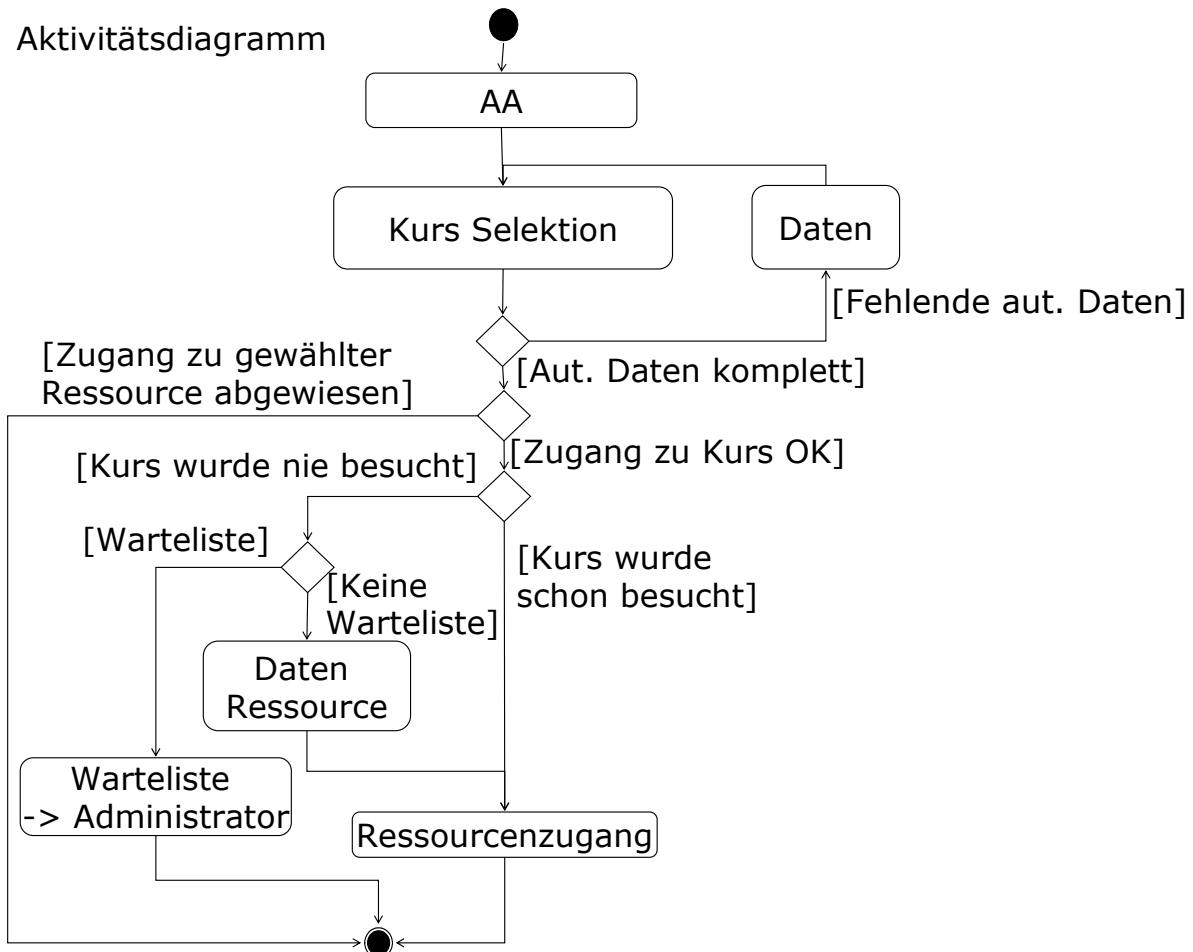 Aktivitätsdiagramm
AA
Kurs Selektion
Daten
[Fehlende aut. Daten]
[Zugang zu gewählter
Ressource abgewiesen]
[Aut. Daten komplett]
[Zugang zu Kurs OK]
[Kurs wurde nie besucht]
[Warteliste]
[Keine
Warteliste]
[Kurs wurde
schon besucht]
Daten
Ressource
Warteliste
-> Administrator
Ressourcenzugang